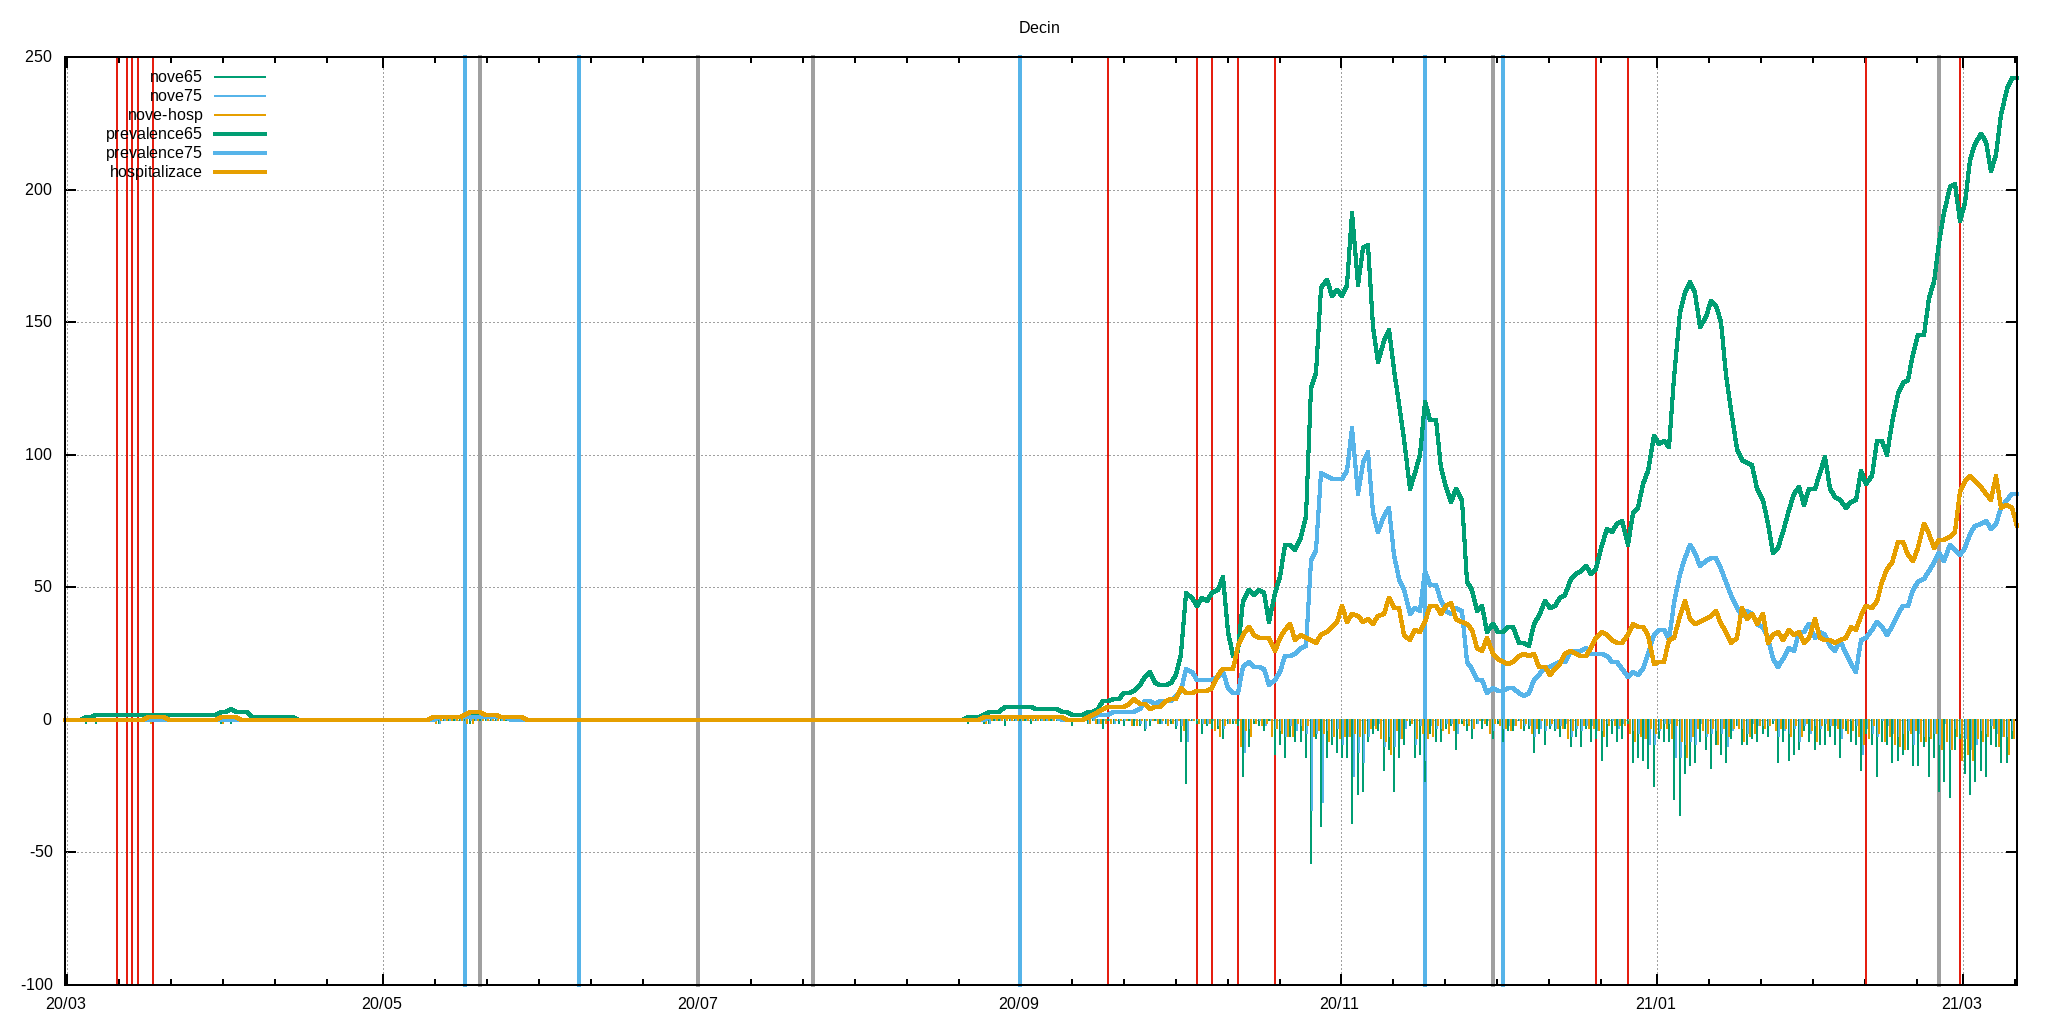 Decin
250
nove65
nove75
nove-hosp
prevalence65
prevalence75
hospitalizace
200
150
100
50
0
-50
-100
20/03 20/05 20/07 20/09 20/11 21/01 21/03